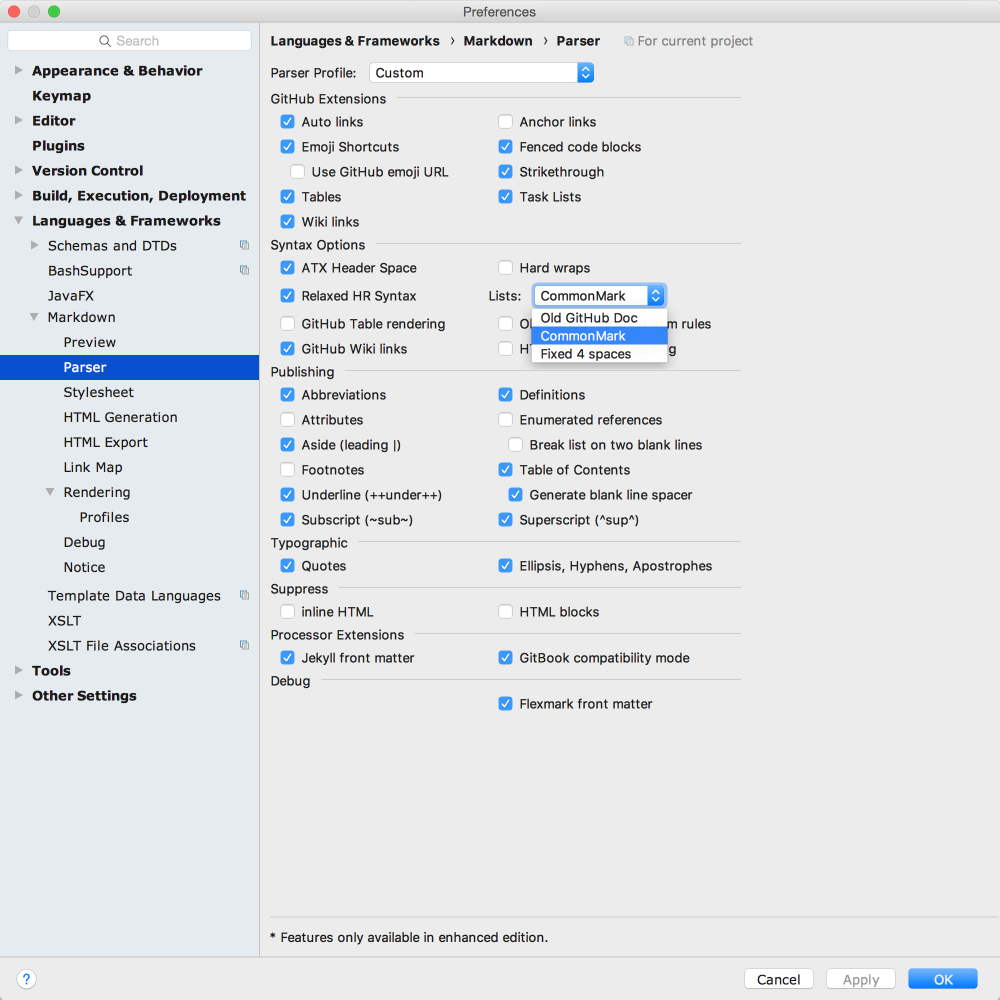 Preferences
Search
Appearance & Behavior
Keymap
Editor
Plugins
Version Control
Build, Execution, Deployment
Languages & Frameworks
Schemas and DTDs
BashSupport
JavaFX
Markdown
Preview
Parser
Stylesheet
HTML Generation
HTML Export
Link Map
Rendering
Profiles
Debug
Notice
Template Data Languages
XSLT
XSLT File Associations
Tools
Other Settings
Languages & Frameworks › Markdown › Parser For current project
Parser Profile: Custom
GitHub Extensions
Auto links Anchor links
Emoji Shortcuts Fenced code blocks
Use GitHub emoji URL Strikethrough
Tables Task Lists
Wiki links
Syntax Options
ATX Header Space Hard wraps
Relaxed HR Syntax Lists: CommonMark
Old GitHub Doc
CommonMark
Fixed 4 spaces
GitHub Table rendering rules
GitHub Wiki links
Publishing
Abbreviations Definitions
Attributes Enumerated references
Aside (leading |) Break list on two blank lines
Footnotes Table of Contents
Underline (++under++) Generate blank line spacer
Subscript (~sub~) Superscript (^sup^)
Typographic
Quotes Ellipsis, Hyphens, Apostrophes
Suppress
inline HTML HTML blocks
Processor Extensions
Jekyll front matter GitBook compatibility mode
Debug
Flexmark front matter
* Features only available in enhanced edition.
? Cancel Apply OK